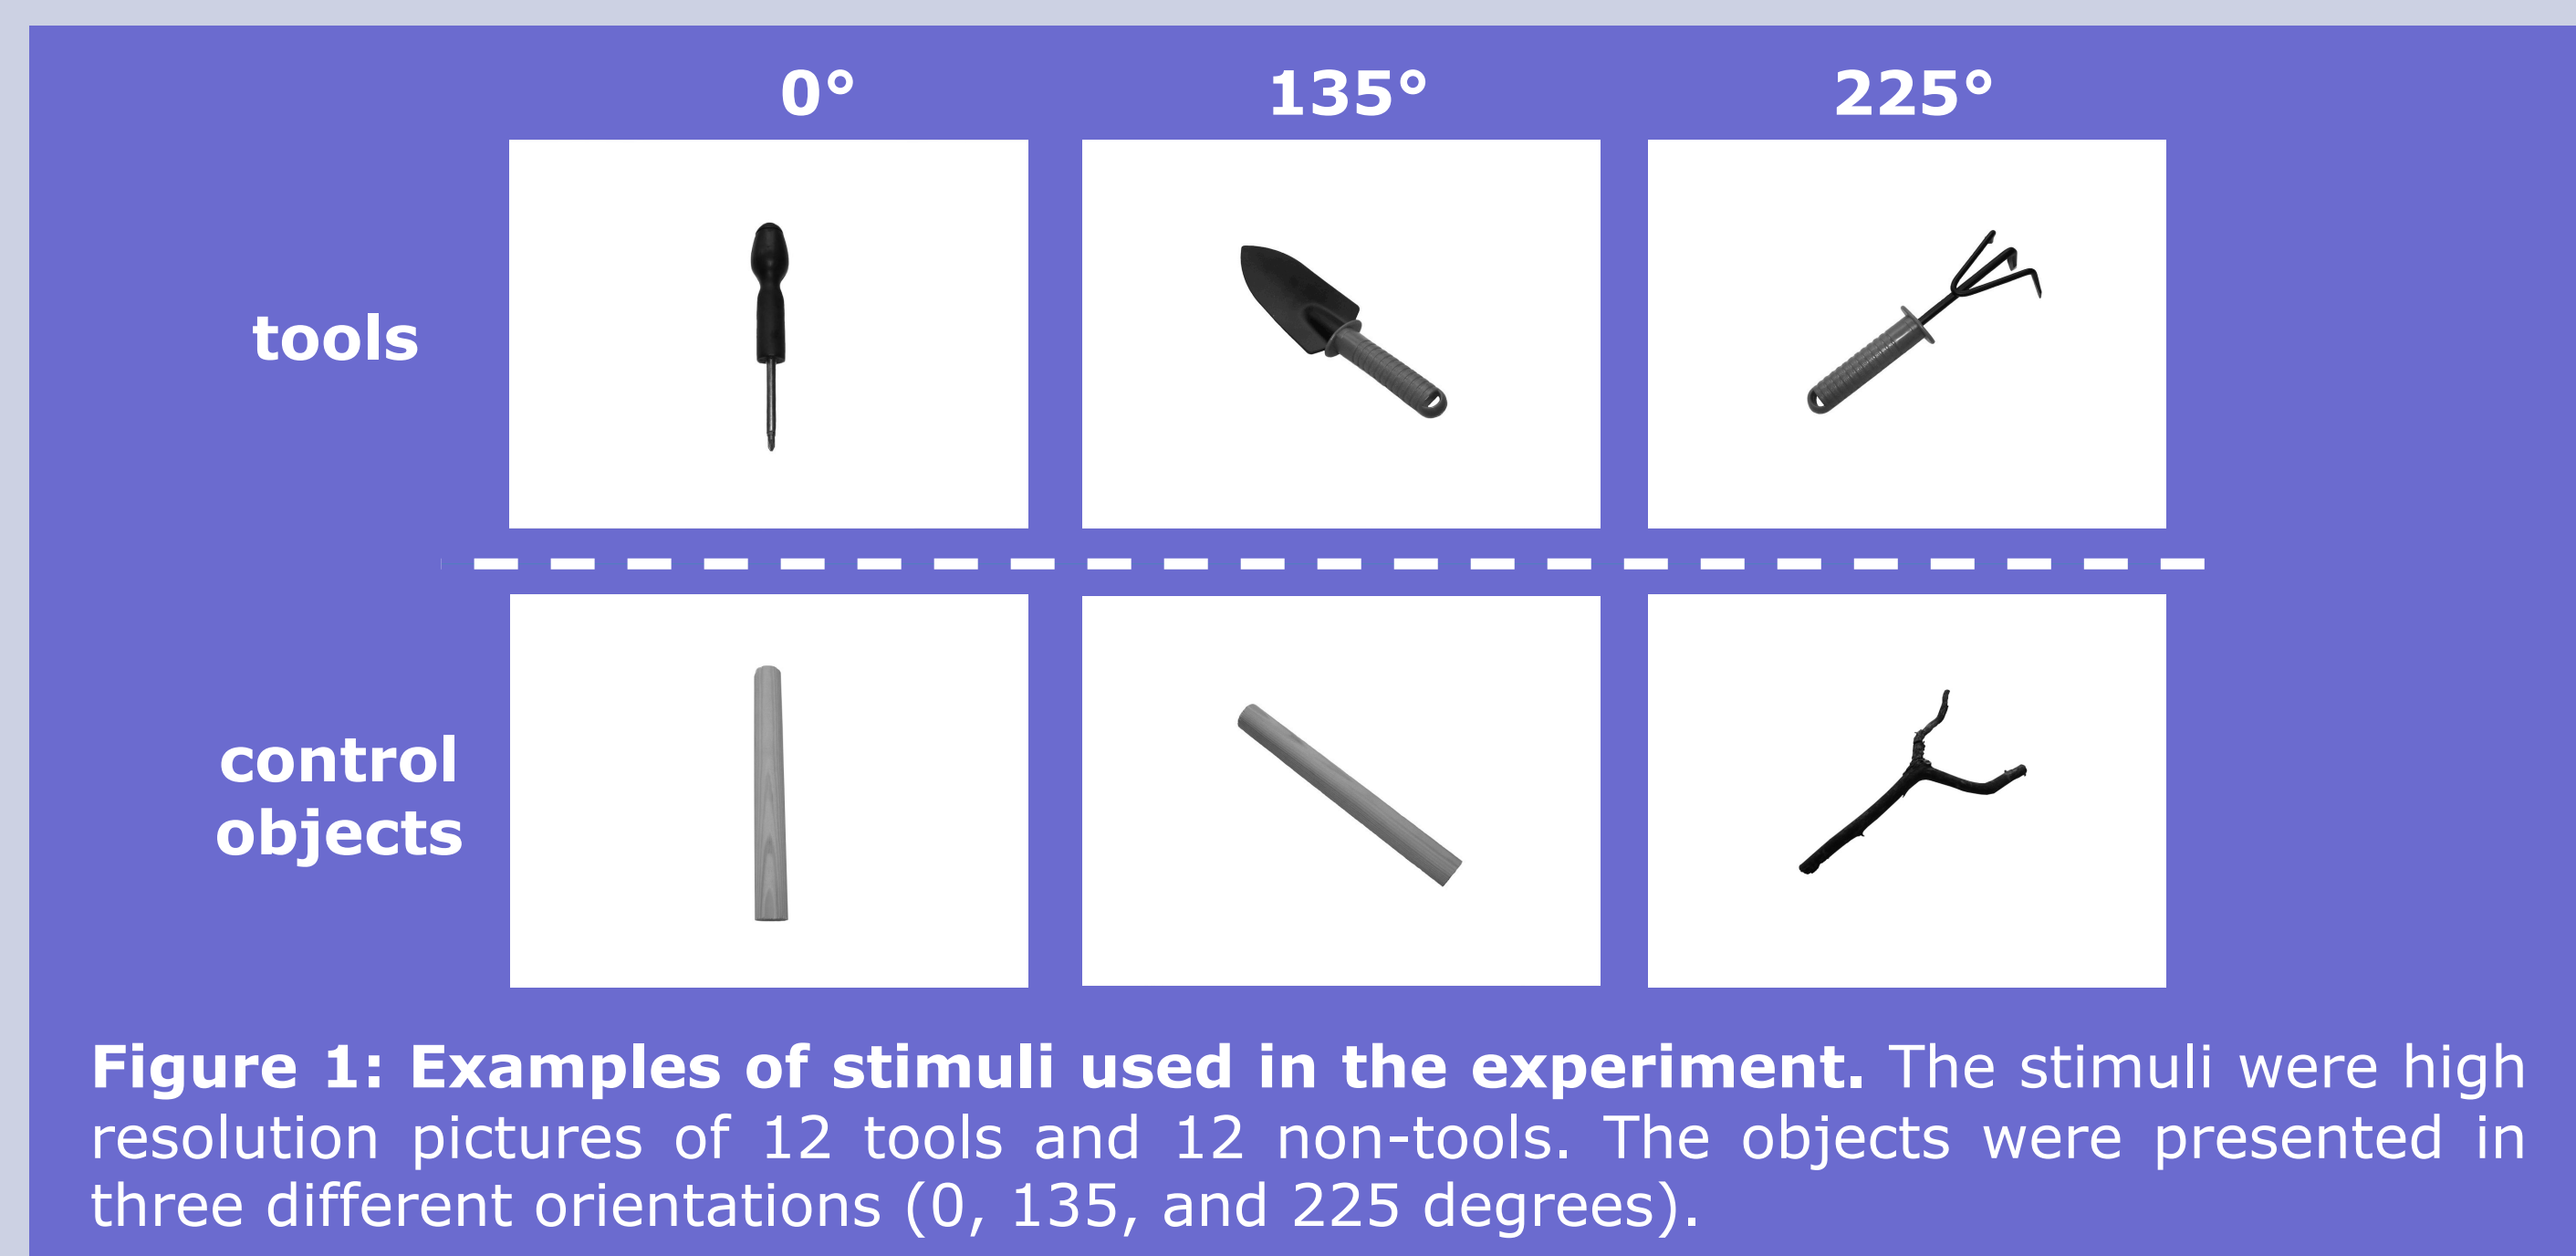 0° 135° 225°
tools
control
objects
Figure 1: Examples of stimuli used in the experiment. The stimuli were high
resolution pictures of 12 tools and 12 non-tools. The objects were presented in
three different orientations (0, 135, and 225 degrees).